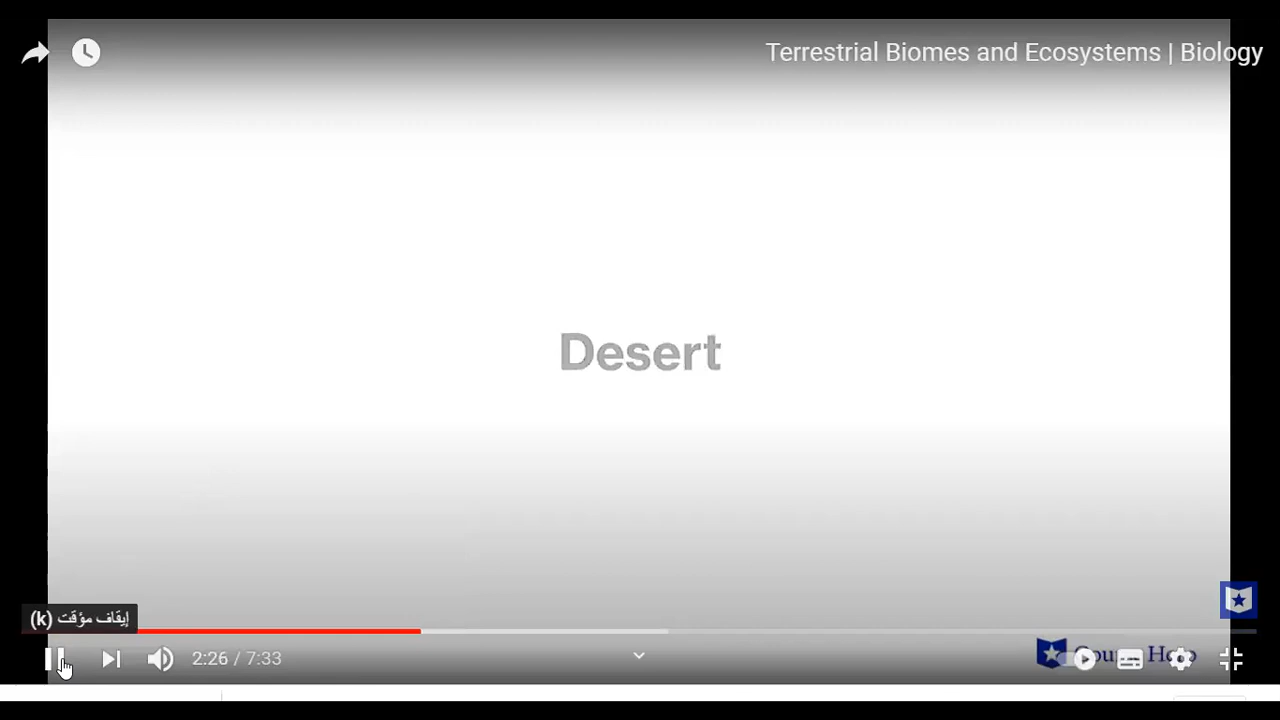 Terrestrial Biomes and Ecosystems | Biology
Desert
إيقاف مؤقت (k)
2:26 / 7:33